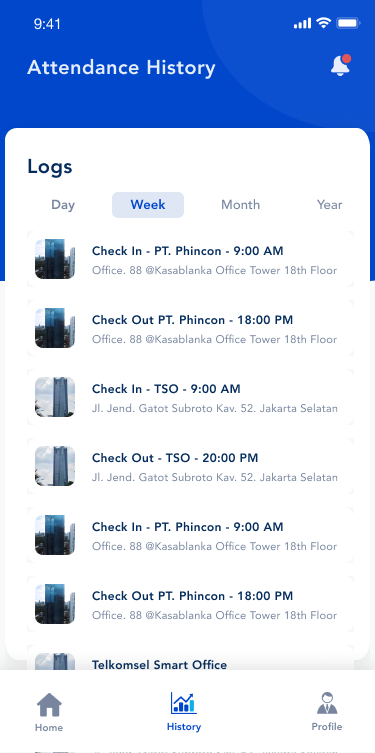 9:41
Attendance History
Logs
Day Week Month Year
Check In - PT. Phincon - 9:00 AM
Office. 88 @Kasablanka Office Tower 18th Floor
Check Out PT. Phincon - 18:00 PM
Office. 88 @Kasablanka Office Tower 18th Floor
Check In - TSO - 9:00 AM
Jl. Jend. Gatot Subroto Kav. 52. Jakarta Selatan
Check Out - TSO - 20:00 PM
Jl. Jend. Gatot Subroto Kav. 52. Jakarta Selatan
Check In - PT. Phincon - 9:00 AM
Office. 88 @Kasablanka Office Tower 18th Floor
Check Out PT. Phincon - 18:00 PM
Office. 88 @Kasablanka Office Tower 18th Floor
Telkomsel Smart Office
Home History Profile